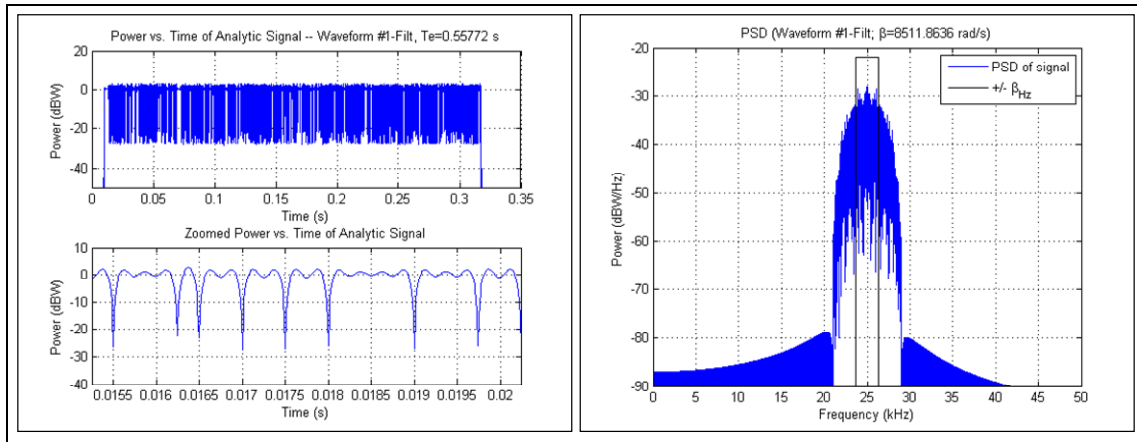 Power vs. Time of Analytic Signal -- Waveform #1-Filt, Te=0.55772 s
20
0
-20
-40
Power (dBW)
0 0.05 0.1 0.15 0.2 0.25 0.3 0.35
Time (s)
Zoomed Power vs. Time of Analytic Signal
10
0
-10
-20
-30
-40
Power (dBW)
0.0155 0.016 0.0165 0.017 0.0175 0.018 0.0185 0.019 0.0195 0.02
Time (s)
PSD (Waveform #1-Filt; β=8511.8636 rad/s)
-20
-30
-40
-50
-60
-70
-80
-90
Power (dBW/Hz)
PSD of signal
+/- βHz
0 5 10 15 20 25 30 35 40 45 50
Frequency (kHz)